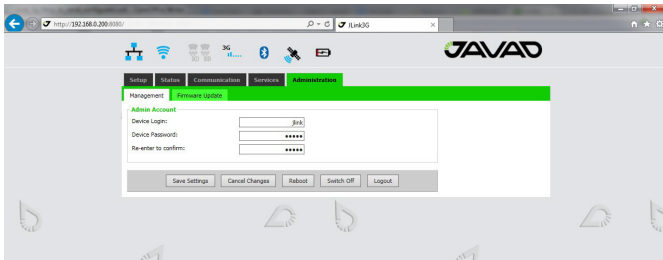 http://192.168.0.200:8080/
JLink3G
3G
JAVAD
Setup Status Communication Services Administration
Management Firmware Update
Admin Account
Device Login: jlink
Device Password: •••••
Re-enter to confirm: •••••
Save Settings Cancel Changes Reboot Switch Off Logout